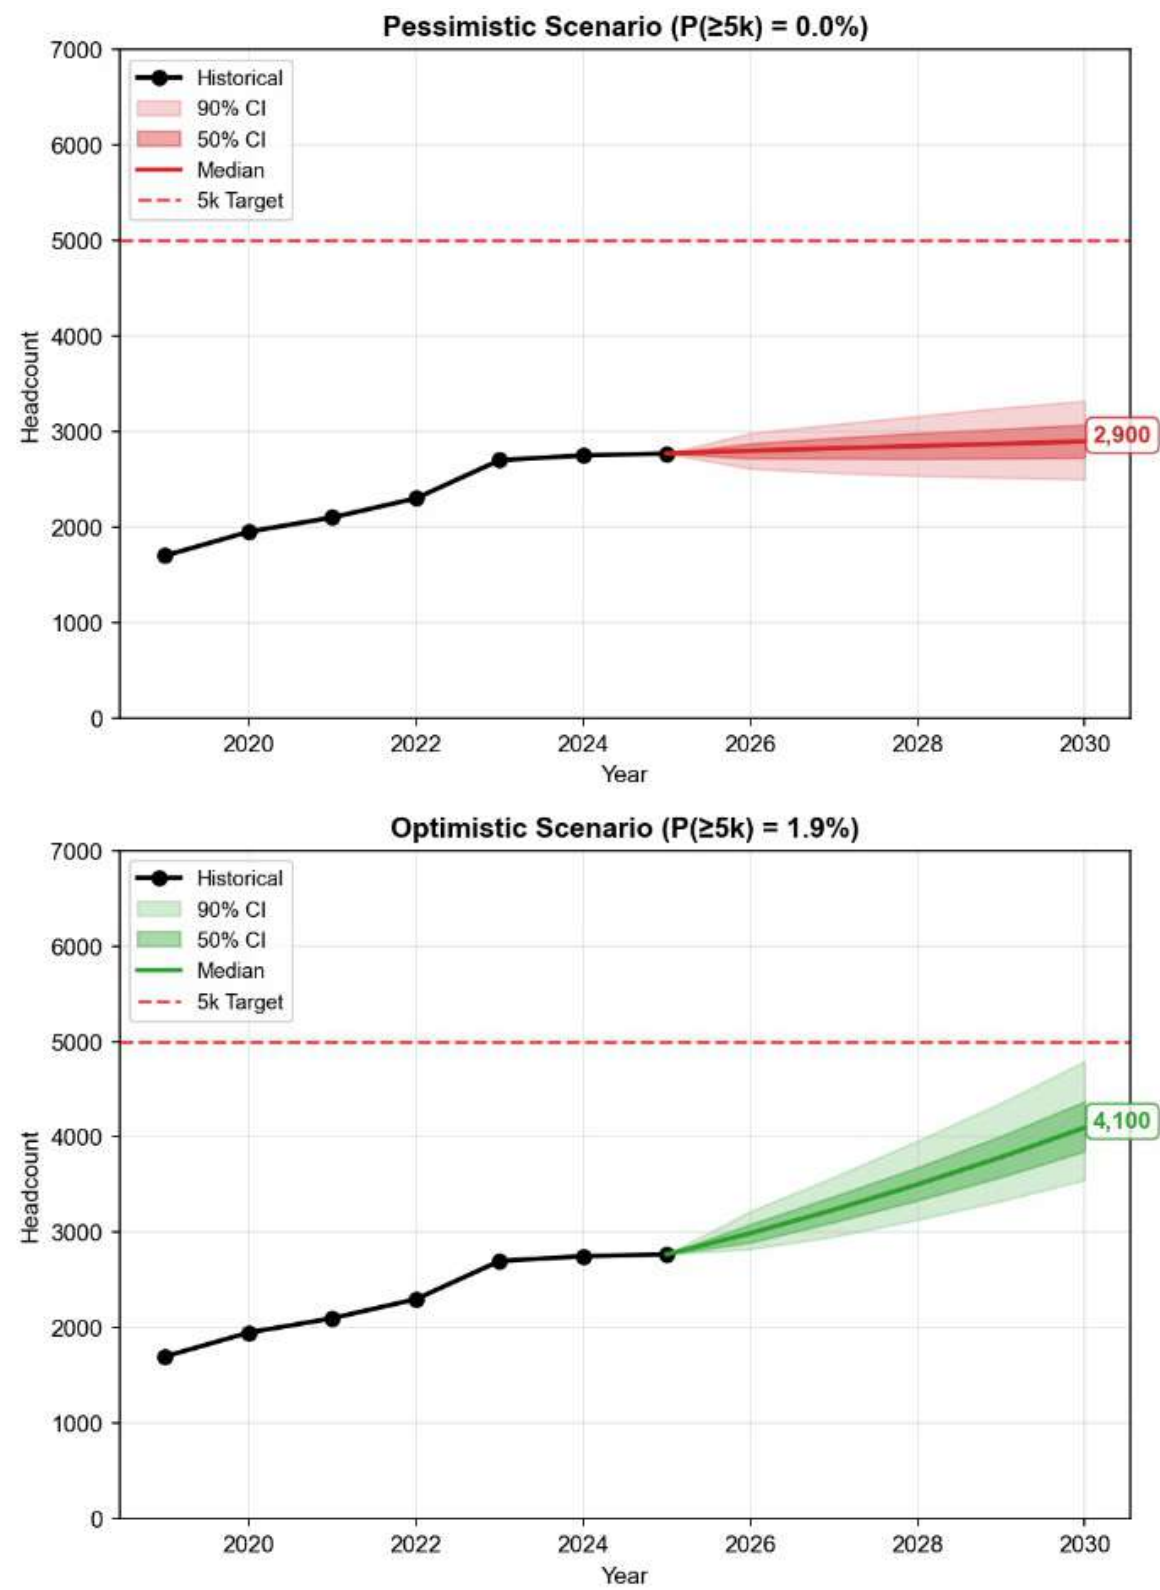 Pessimistic Scenario (P(≥5k) = 0.0%)
7000
Historical
90% CI
6000
50% CI
Median
5k Target
5000
4000
Headcount
3000
2,900
2000
1000
0
2020 2022 2024 2026 2028 2030
Year
Optimistic Scenario (P(≥5k) = 1.9%)
7000
Historical
90% CI
6000
50% CI
Median
5k Target
5000
4000
4,100
Headcount
3000
2000
1000
0
2020 2022 2024 2026 2028 2030
Year